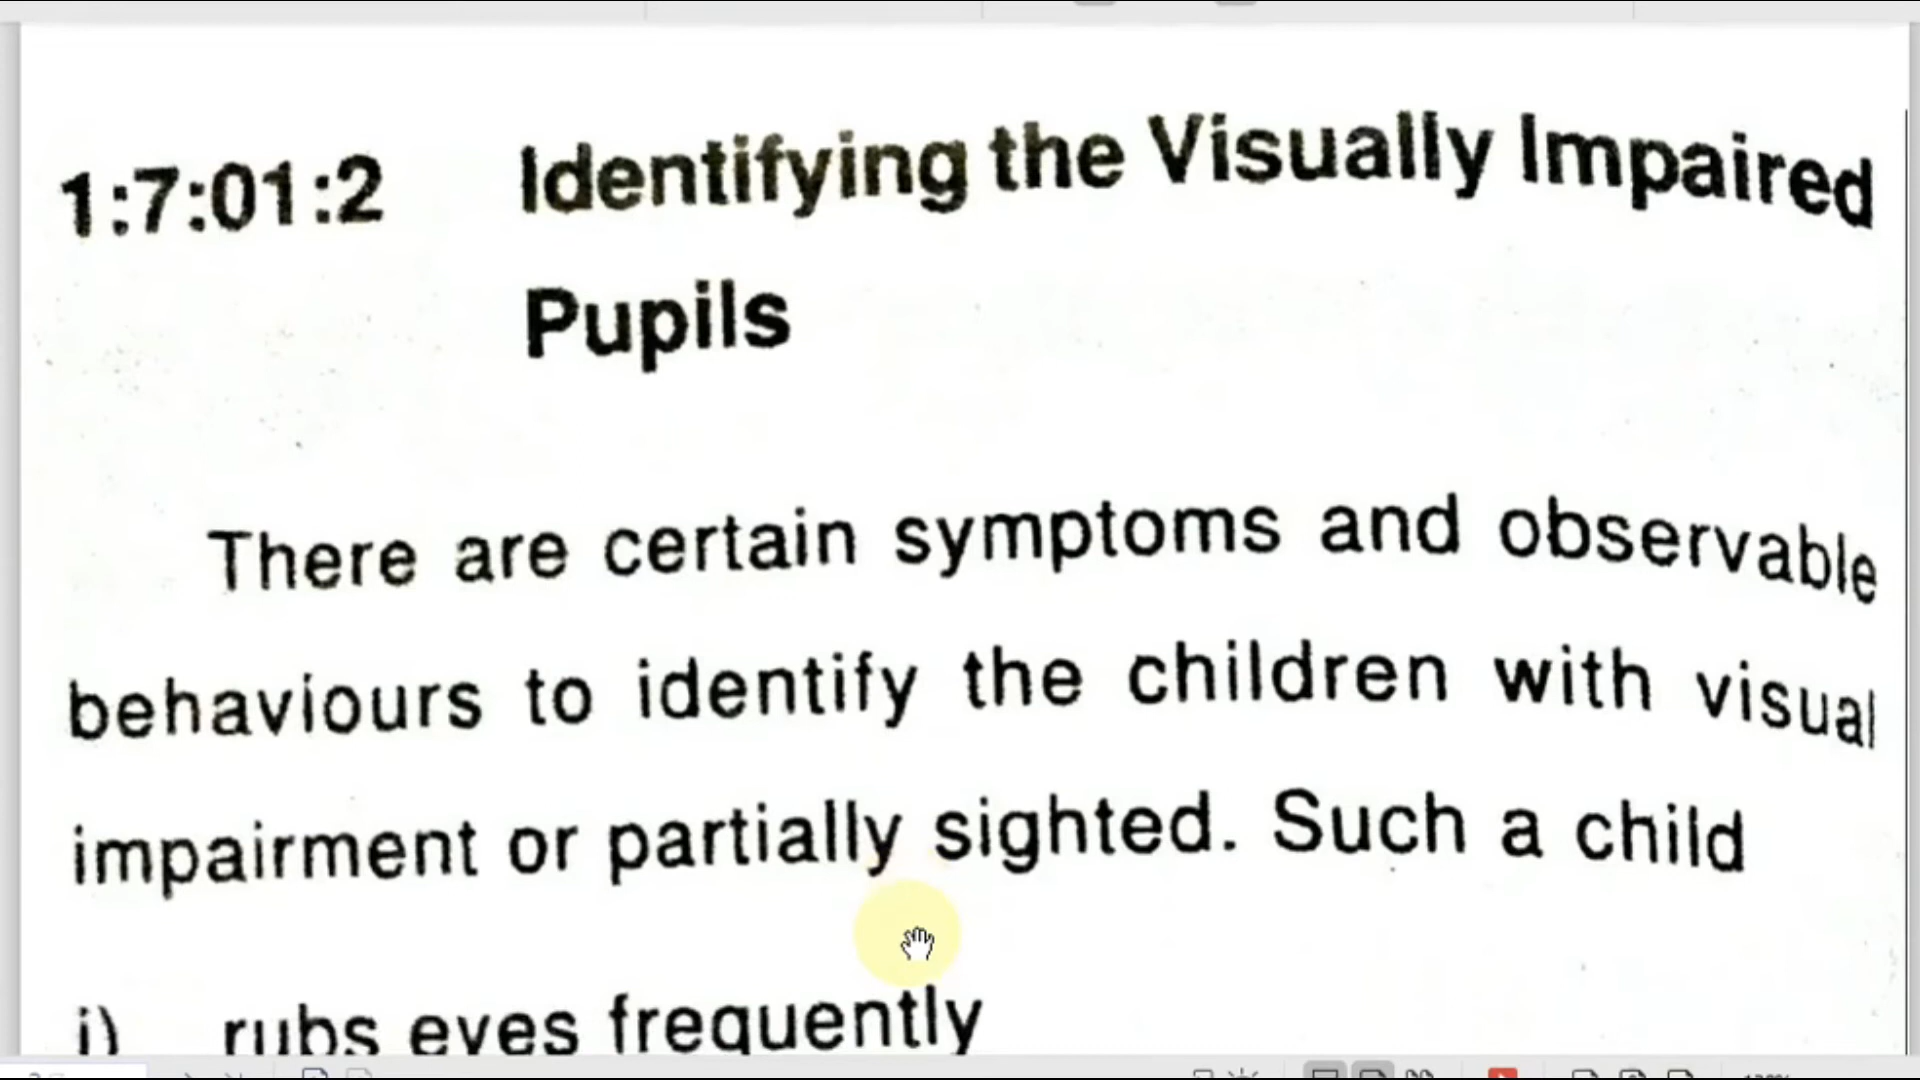 1:7:01:2 Identifying the Visually Impaired
Pupils
There are certain symptoms and observable
behaviours to identify the children with visual
impairment or partially sighted. Such a child
i) rubs eyes frequently